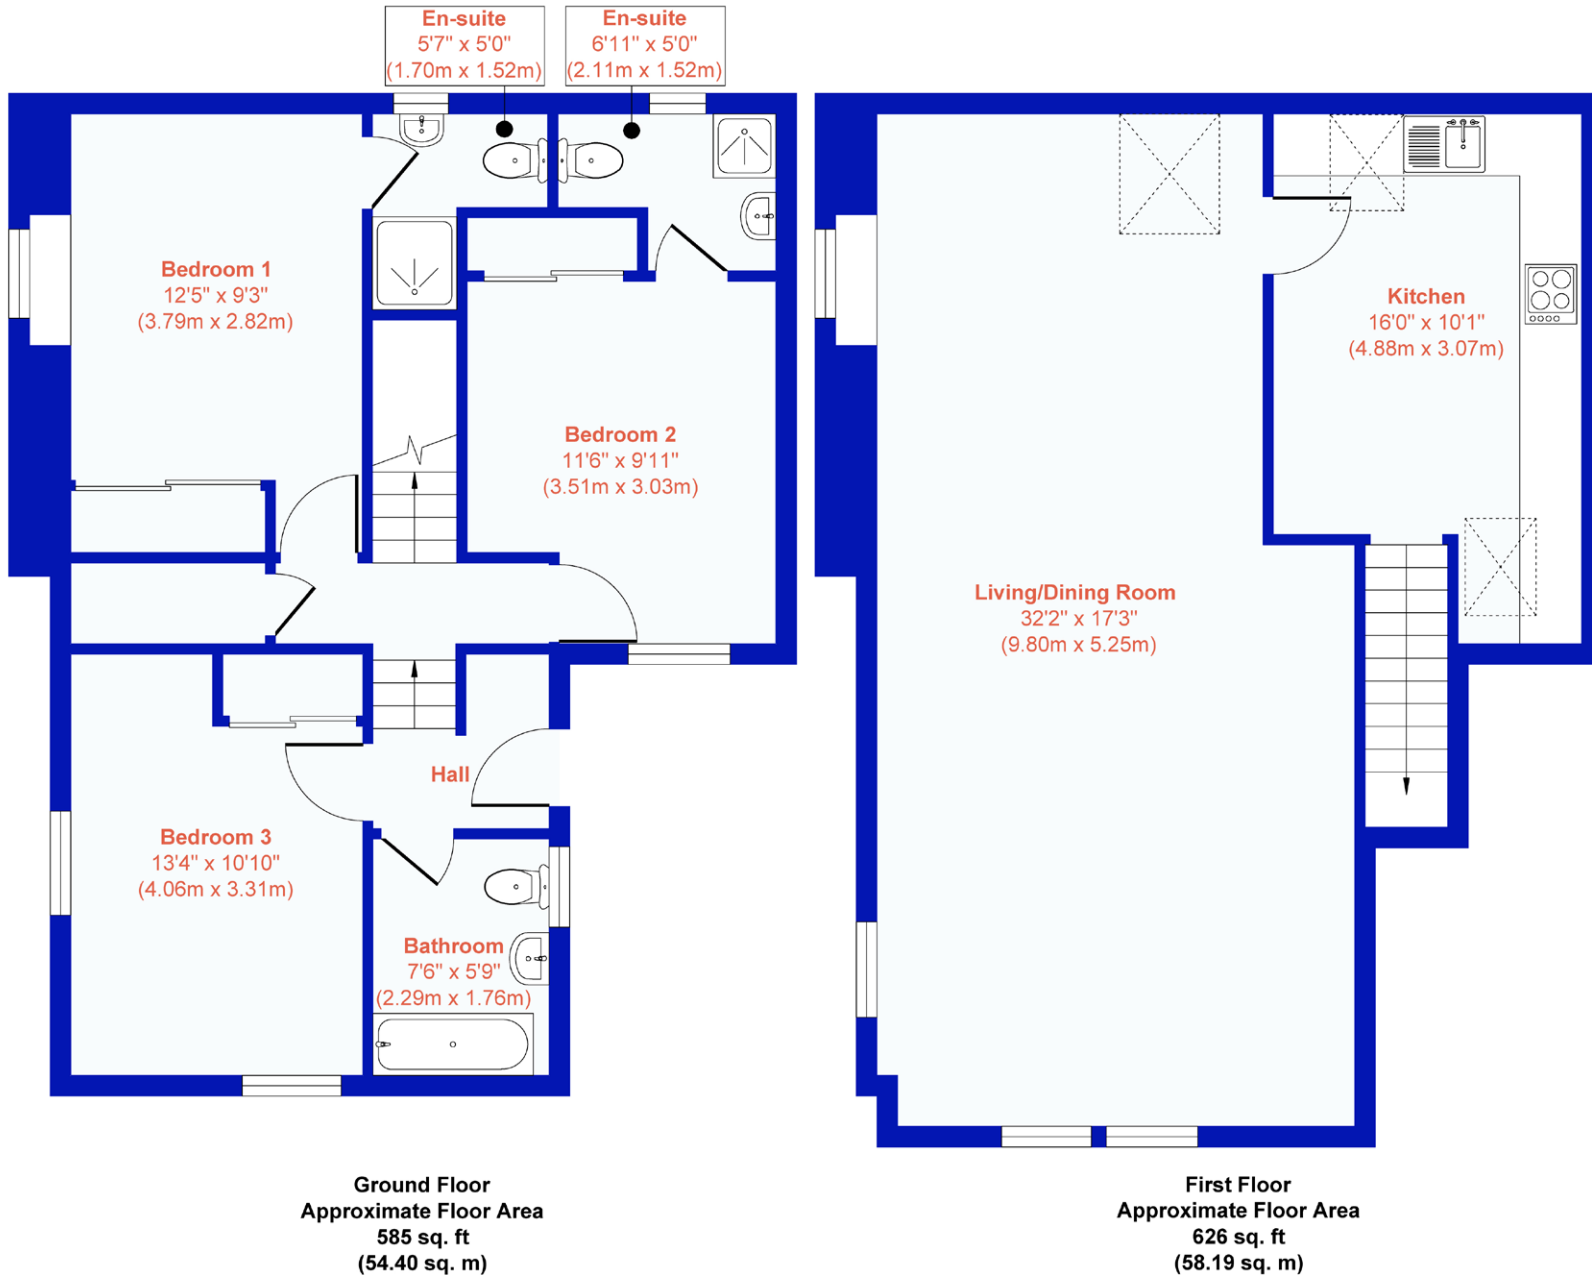 En-suite
5'7" x 5'0"
(1.70m x 1.52m)
En-suite
6'11" x 5'0"
(2.11m x 1.52m)
Bedroom 1
12'5" x 9'3"
(3.79m x 2.82m)
Bedroom 2
11'6" x 9'11"
(3.51m x 3.03m)
Hall
Bedroom 3
13'4" x 10'10"
(4.06m x 3.31m)
Bathroom
7'6" x 5'9"
(2.29m x 1.76m)
Kitchen
16'0" x 10'1"
(4.88m x 3.07m)
Living/Dining Room
32'2" x 17'3"
(9.80m x 5.25m)
Ground Floor
Approximate Floor Area
585 sq. ft
(54.40 sq. m)
First Floor
Approximate Floor Area
626 sq. ft
(58.19 sq. m)